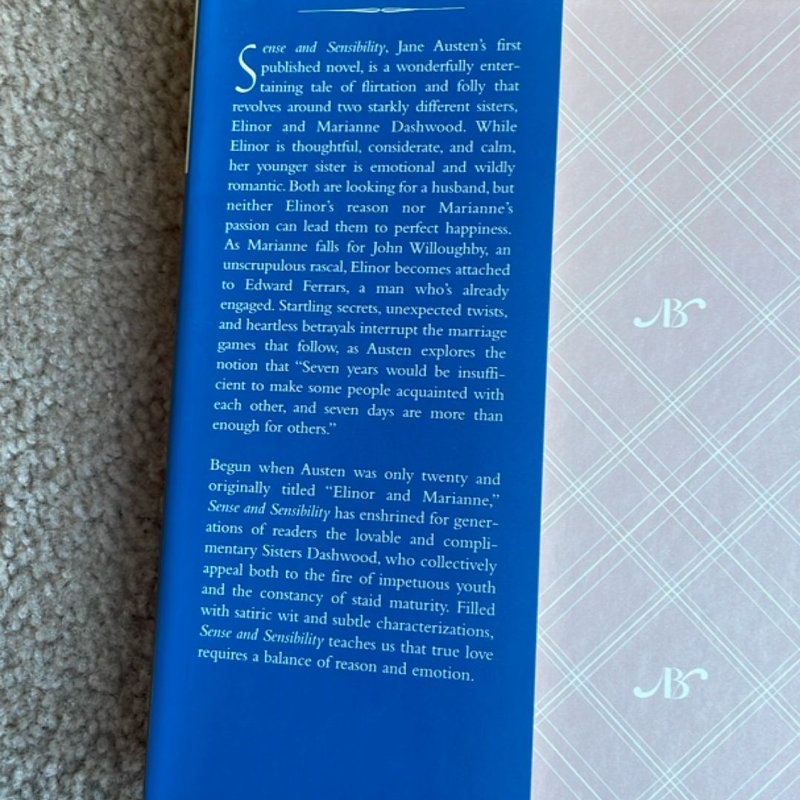 Sense and Sensibility, Jane Austen's first
published novel, is a wonderfully enter-
taining tale of flirtation and folly that
revolves around two starkly different sisters,
Elinor and Marianne Dashwood. While
Elinor is thoughtful, considerate, and calm,
her younger sister is emotional and wildly
romantic. Both are looking for a husband, but
neither Elinor's reason nor Marianne's
passion can lead them to perfect happiness.
As Marianne falls for John Willoughby, an
unscrupulous rascal, Elinor becomes attached
to Edward Ferrars, a man who's already
engaged. Startling secrets, unexpected twists,
and heartless betrayals interrupt the marriage
games that follow, as Austen explores the
notion that “Seven years would be insuffi-
cient to make some people acquainted with
each other, and seven days are more than
enough for others.”
Begun when Austen was only twenty and
originally titled “Elinor and Marianne,”
Sense and Sensibility has enshrined for gener-
ations of readers the lovable and compli-
mentary Sisters Dashwood, who collectively
appeal both to the fire of impetuous youth
and the constancy of staid maturity. Filled
with satiric wit and subtle characterizations,
Sense and Sensibility teaches us that true love
requires a balance of reason and emotion.